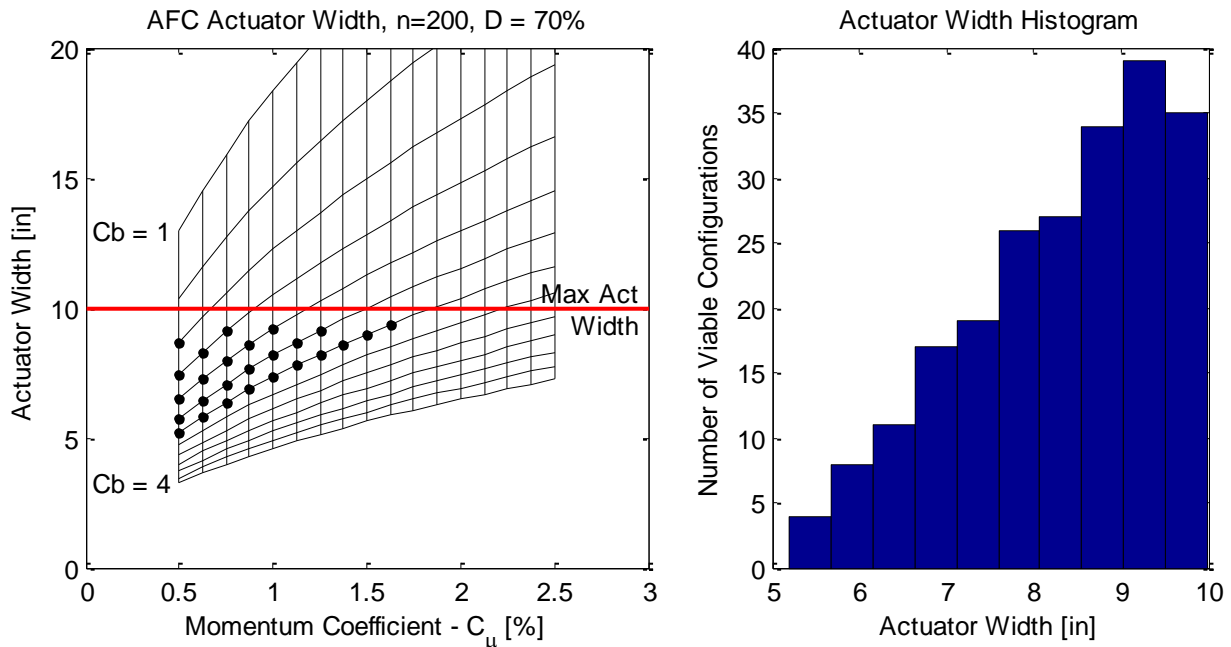 AFC Actuator Width, n=200, D = 70%
20
15
10
5
0
Actuator Width [in]
Cb = 1
Cb = 4
Max Act
Width
0
0.5
1
1.5
2
2.5
3
Momentum Coefficient - Cμ [%]
Actuator Width Histogram
40
35
30
25
20
15
10
5
0
Number of Viable Configurations
5
6
7
8
9
10
Actuator Width [in]